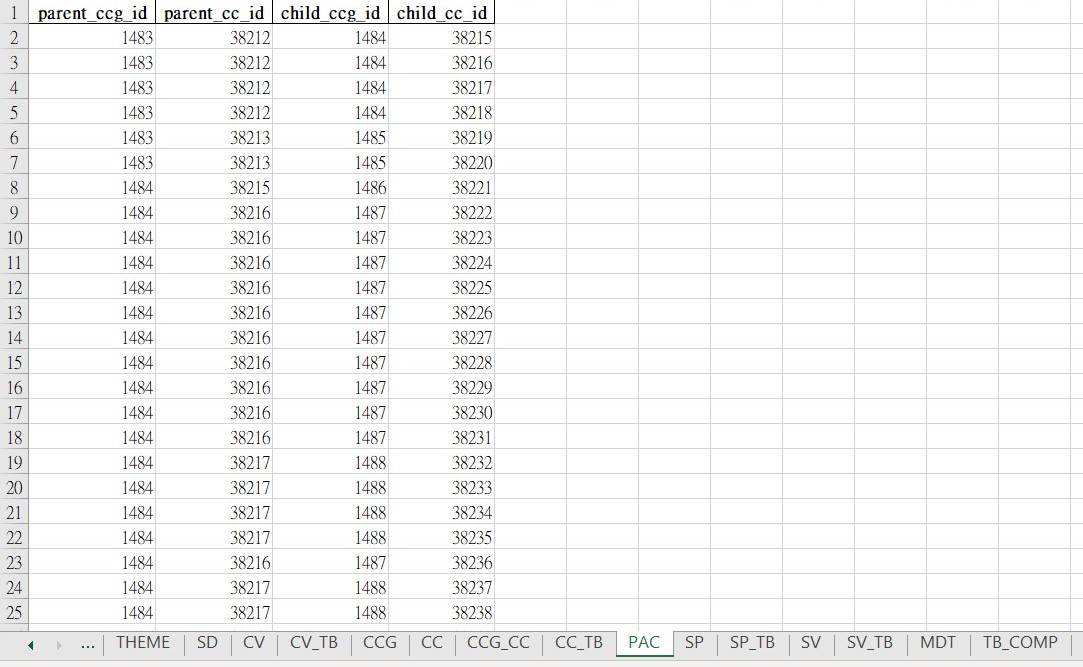 1 parent_ccg_id parent_cc_id child_ccg_id child_cc_id
2 1483 38212 1484 38215
3 1483 38212 1484 38216
4 1483 38212 1484 38217
5 1483 38212 1484 38218
6 1483 38213 1485 38219
7 1483 38213 1485 38220
8 1484 38215 1486 38221
9 1484 38216 1487 38222
10 1484 38216 1487 38223
11 1484 38216 1487 38224
12 1484 38216 1487 38225
13 1484 38216 1487 38226
14 1484 38216 1487 38227
15 1484 38216 1487 38228
16 1484 38216 1487 38229
17 1484 38216 1487 38230
18 1484 38216 1487 38231
19 1484 38217 1488 38232
20 1484 38217 1488 38233
21 1484 38217 1488 38234
22 1484 38217 1488 38235
23 1484 38216 1487 38236
24 1484 38217 1488 38237
25 1484 38217 1488 38238
... THEME SD CV CV_TB CCG CC CCG_CC CC_TB PAC SP SP_TB SV SV_TB MDT TB_COMP